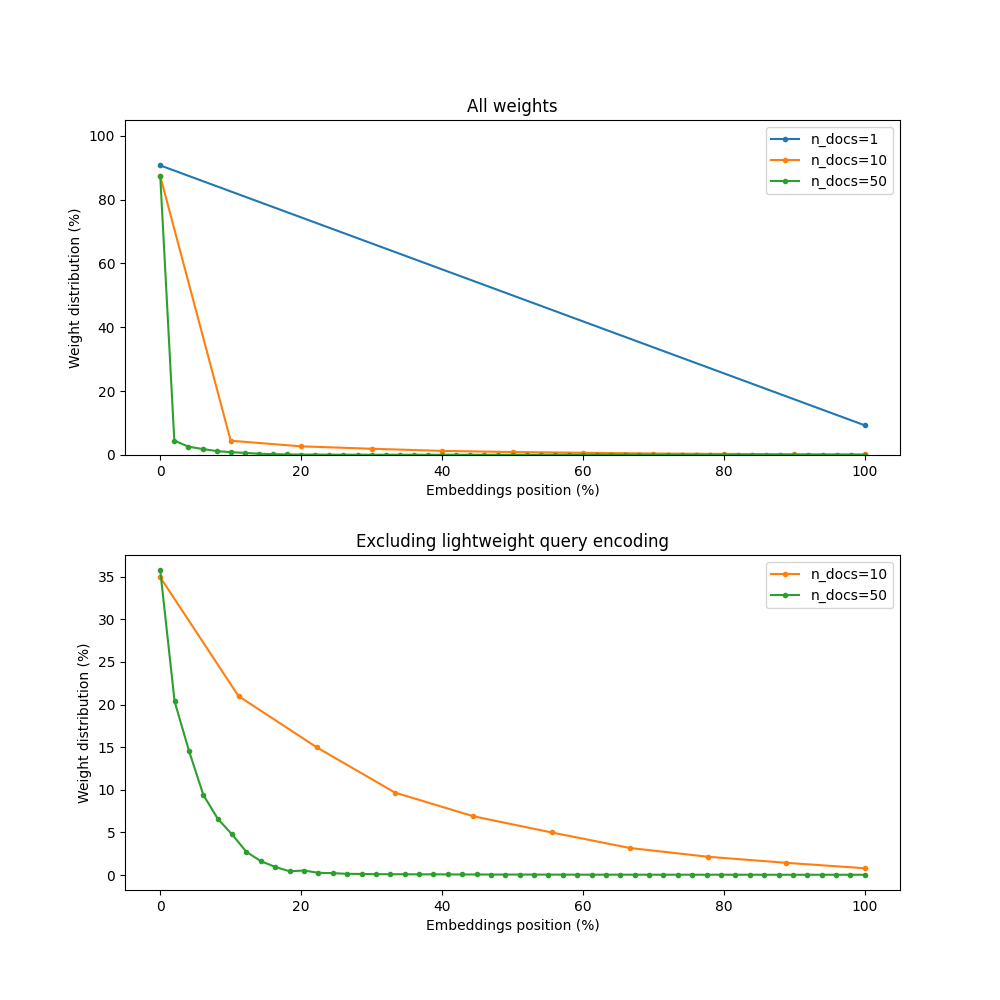 All weights
Weight distribution (%)
100
80
60
40
20
0
n_docs=1
n_docs=10
n_docs=50
0 20 40 60 80 100
Embeddings position (%)
Excluding lightweight query encoding
Weight distribution (%)
35
30
25
20
15
10
5
0
n_docs=10
n_docs=50
0 20 40 60 80 100
Embeddings position (%)